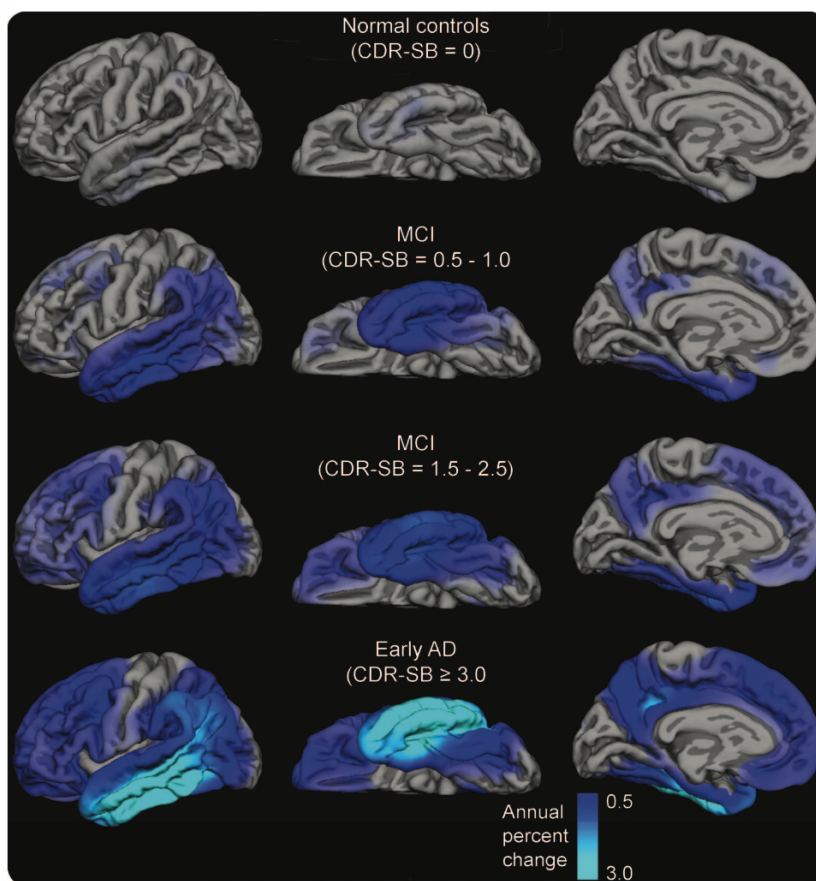 Normal controls
(CDR-SB = 0)
MCI
(CDR-SB = 0.5 - 1.0
MCI
(CDR-SB = 1.5 - 2.5)
Early AD
(CDR-SB ≥ 3.0
Annual
percent
change
0.5
3.0